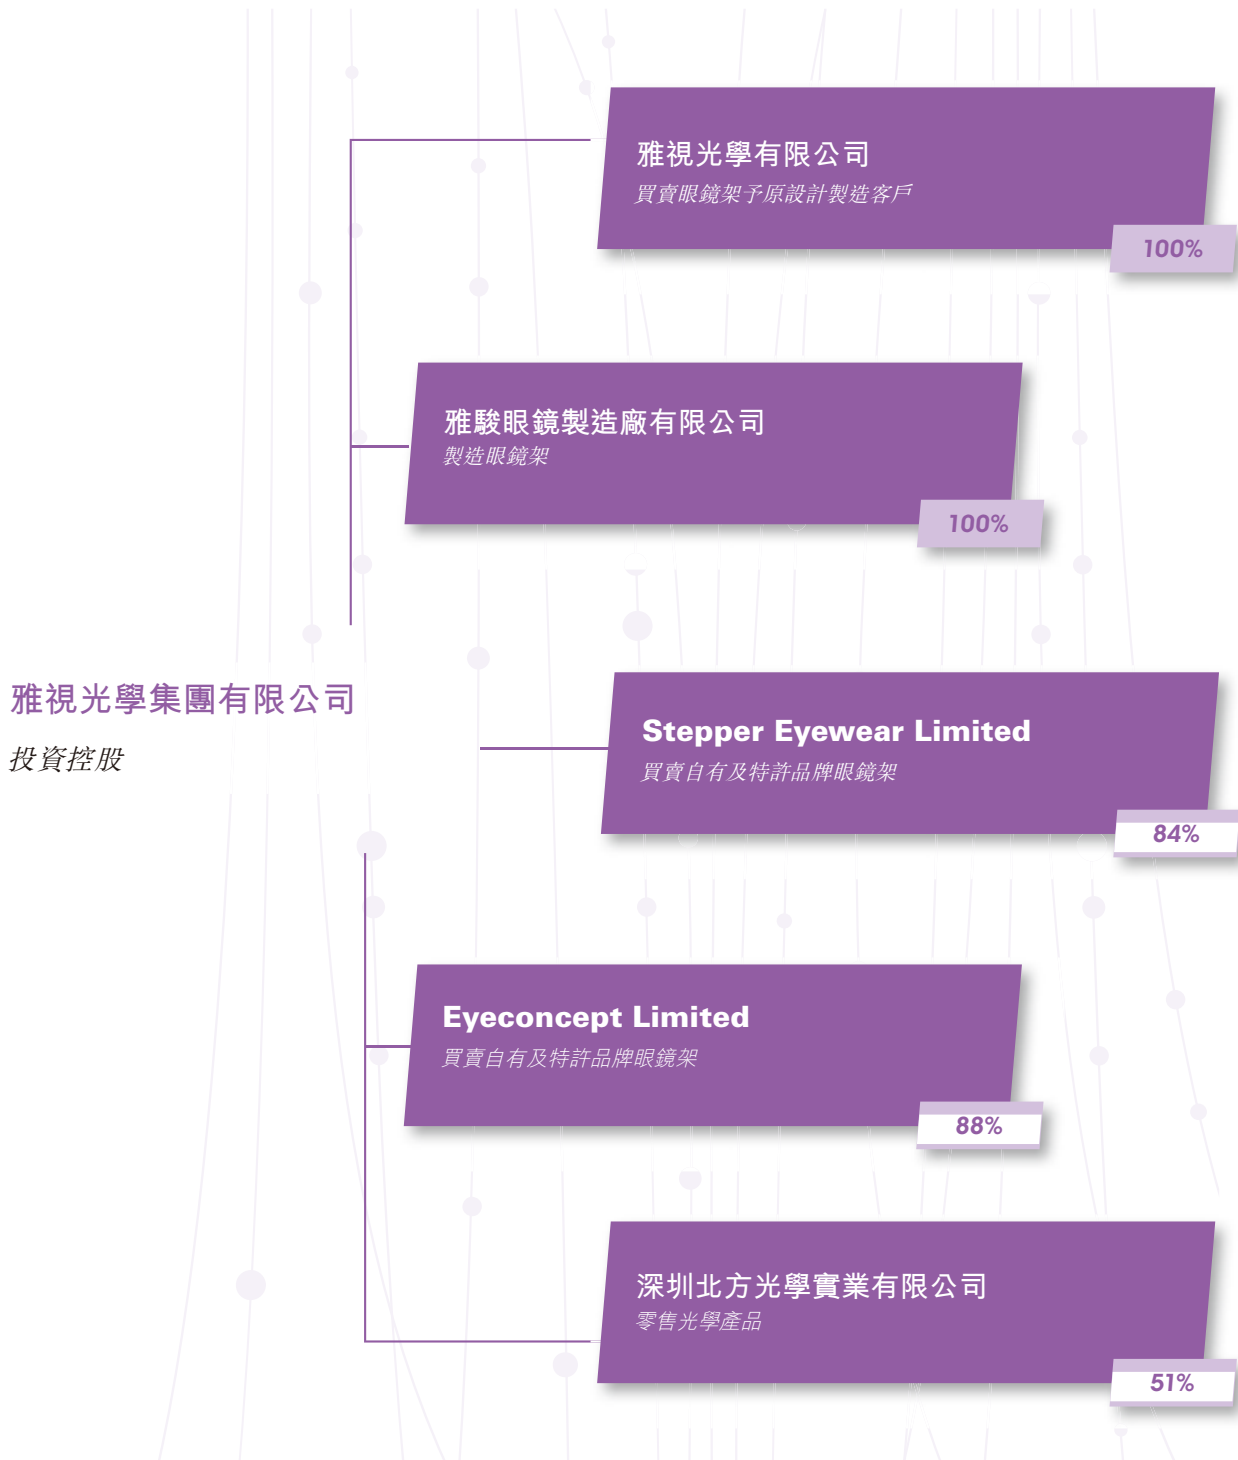 雅視光學有限公司
買賣眼鏡架予原設計製造客戶
100%
雅駿眼鏡製造廠有限公司
製造眼鏡架
100%
雅視光學集團有限公司
投資控股
Stepper Eyewear Limited
買賣自有及特許品牌眼鏡架
84%
Eyeconcept Limited
買賣自有及特許品牌眼鏡架
88%
深圳北方光學實業有限公司
零售光學產品
51%